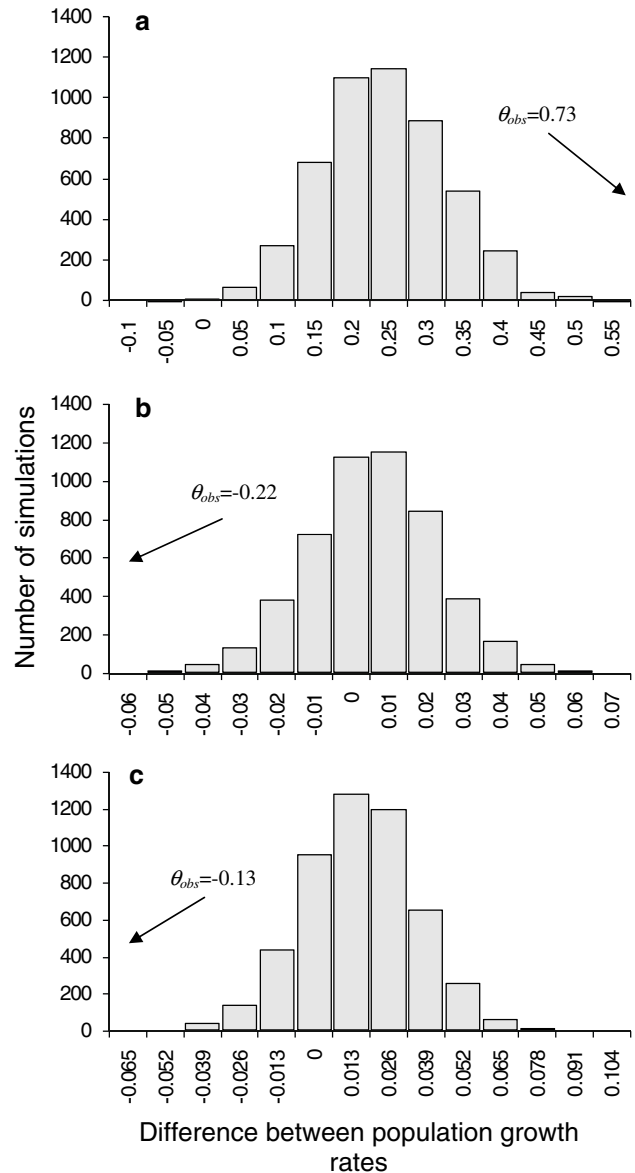 a
1400
1200
1000
800
600
400
200
0
θobs=0.73
-0.1 -0.05 0 0.05 0.1 0.15 0.2 0.25 0.3 0.35 0.4 0.45 0.5 0.55
Number of simulations
b
1400
1200
1000
800
600
400
200
0
θobs=-0.22
-0.06 -0.05 -0.04 -0.03 -0.02 -0.01 0 0.01 0.02 0.03 0.04 0.05 0.06 0.07
c
1400
1200
1000
800
600
400
200
0
θobs=-0.13
-0.065 -0.052 -0.039 -0.026 -0.013 0 0.013 0.026 0.039 0.052 0.065 0.078 0.091 0.104
Difference between population growth
rates